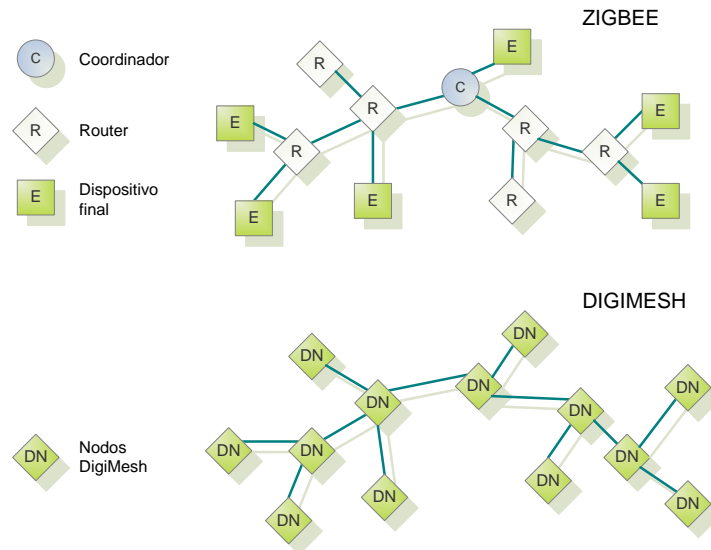 ZIGBEE
C
Coordinador
R
Router
E
Dispositivo
final
E
R
C
R
E
R
E
R
R
E
E
R
E
DIGIMESH
DN
Nodos
DigiMesh
DN
DN
DN
DN
DN
DN
DN
DN
DN
DN
DN
DN
DN